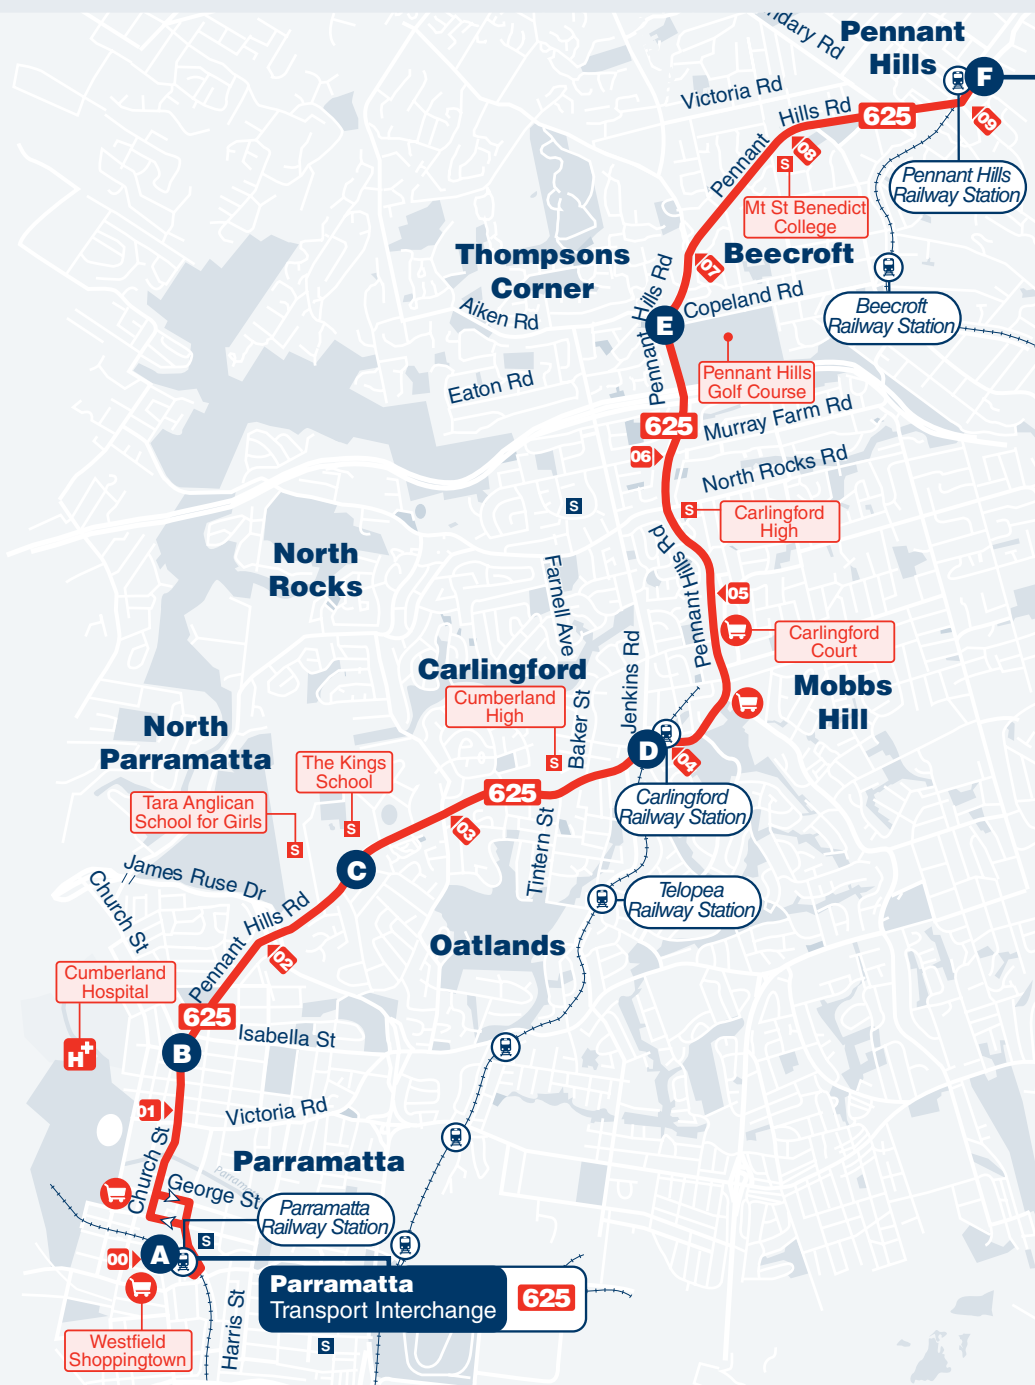 ndary Rd
Pennant
Hills
F
Victoria Rd
Hills Rd
625
09
08
Pennant
S
Pennant Hills
Railway Station
Mt St Benedict
College
Thompsons
Corner
Beecroft
07
Hills Rd
Copeland Rd
Aiken Rd
E
Beecroft
Railway Station
Pennant
Pennant Hills
Golf Course
Eaton Rd
625
Murray Farm Rd
06
North Rocks Rd
S
S
Carlingford
High
Pennant Hills Rd
North
Rocks
Farnell Ave
05
Carlingford
Court
Carlingford
Jenkins Rd
Mobbs
Hill
Cumberland
High
Baker St
North
Parramatta
D
04
S
The Kings
School
625
Carlingford
Railway Station
Tara Anglican
School for Girls
S
S
03
Tintern St
C
James Ruse Dr
Church St
Telopea
Railway Station
Hills Rd
Oatlands
02
Pennant
Cumberland
Hospital
625
Isabella St
H+
B
01
Victoria Rd
Church St
Parramatta
Parram
George St
Parramatta
Railway Station
S
00
A
Parramatta
Transport Interchange
625
Harris St
S
Westfield
Shoppingtown